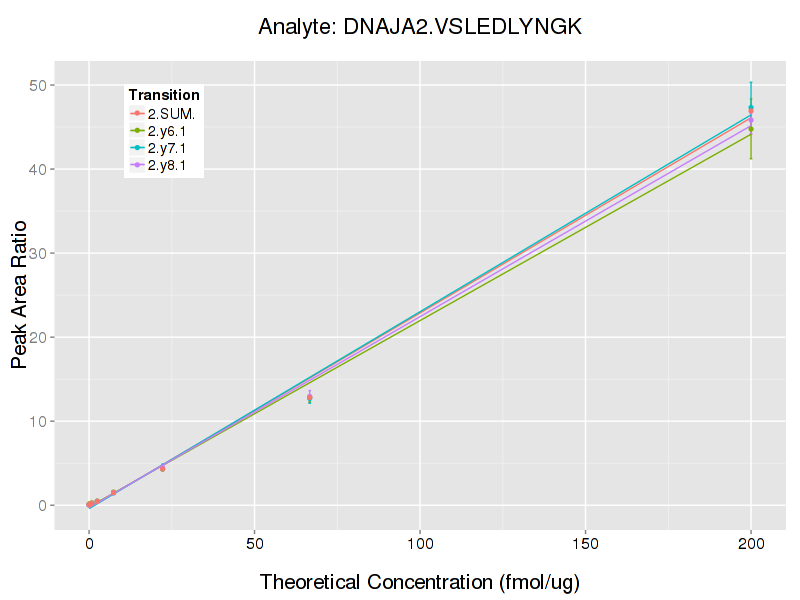 Analyte: DNAJA2.VSLEDLYNGK
Transition
2.SUM.
2.y6.1
2.y7.1
2.y8.1
Peak Area Ratio
50
40
30
20
10
0
0 50 100 150 200
Theoretical Concentration (fmol/ug)